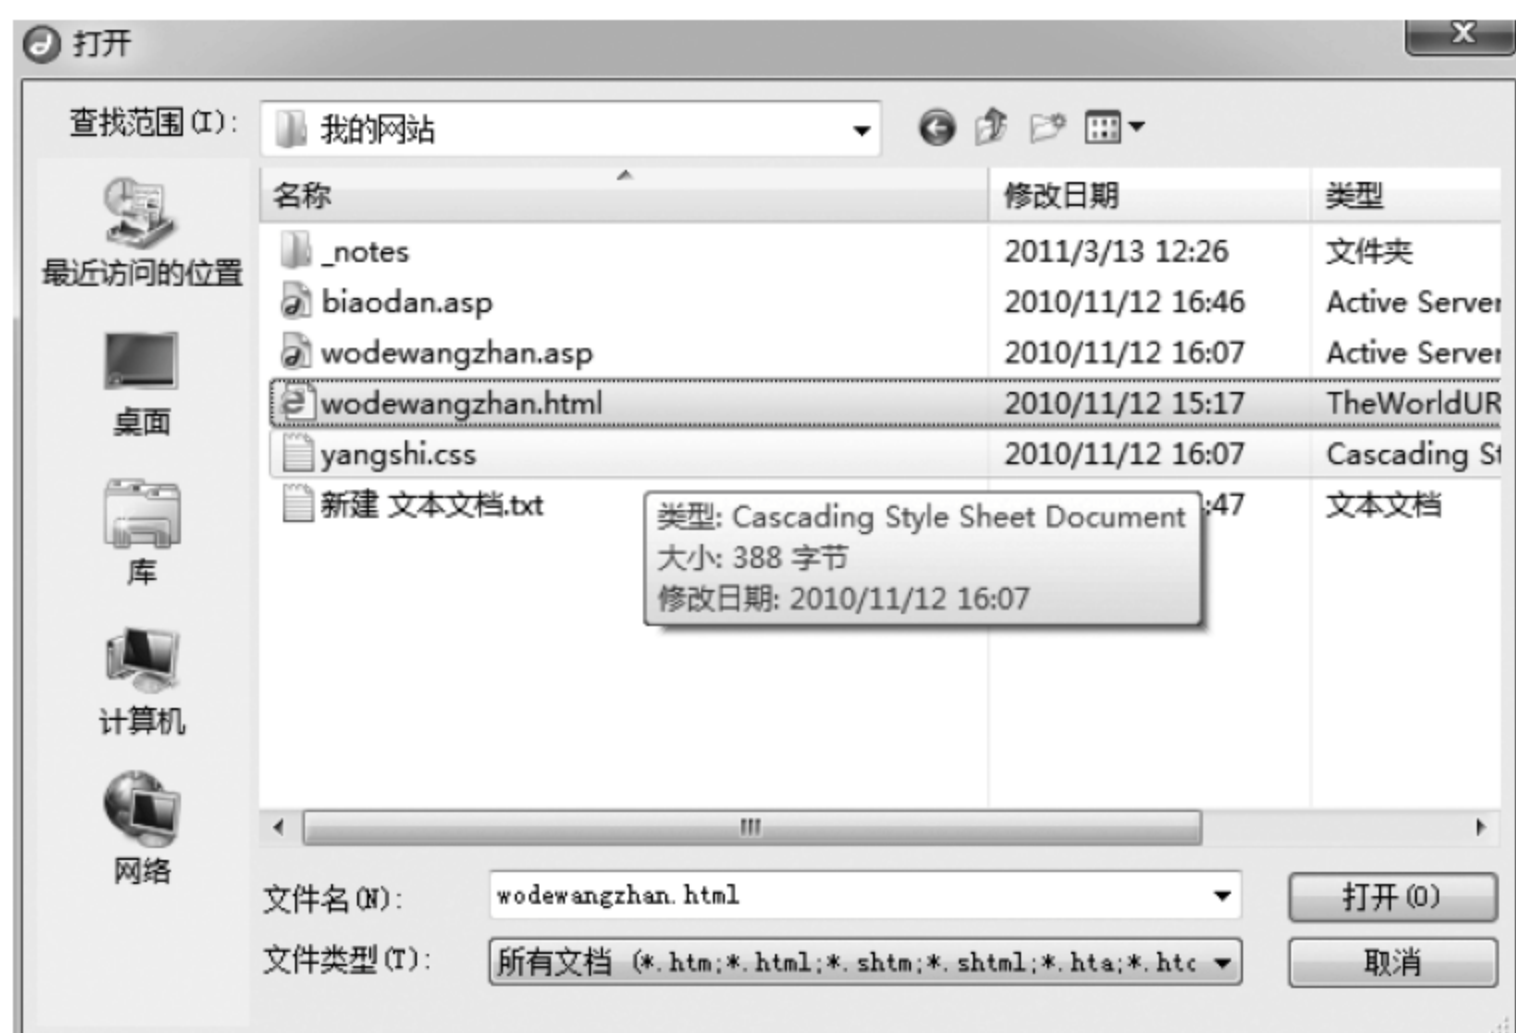 打开
查找范围(I):
我的网站
名称 修改日期 类型
_notes 2011/3/13 12:26 文件夹
biaodan.asp 2010/11/12 16:46 Active Server
wodewangzhan.asp 2010/11/12 16:07 Active Server
wodewangzhan.html 2010/11/12 15:17 TheWorldUR
yangshi.css 2010/11/12 16:07 Cascading St
新建 文本文档.txt :47 文本文档
类型: Cascading Style Sheet Document
大小: 388 字节
修改日期: 2010/11/12 16:07
最近访问的位置
桌面
库
计算机
网络
文件名(N): wodewangzhan.html 打开(O)
文件类型(T): 所有文档 (*.htm;*.html;*.shtm;*.shtml;*.hta;*.htc 取消